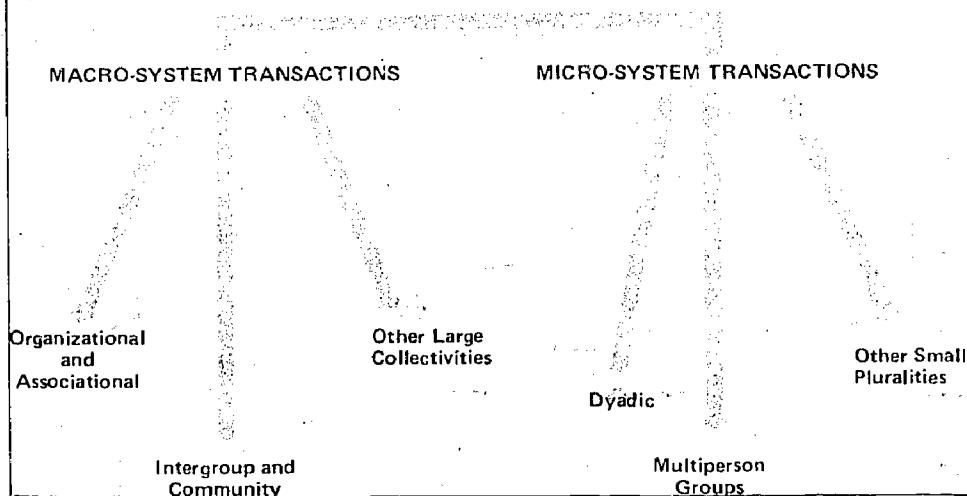 MACRO-SYSTEM TRANSACTIONS
MICRO-SYSTEM TRANSACTIONS
Organizational
and
Associational
Other Large
Collectivities
Dyadic
Other Small
Pluralities
Intergroup and
Community
Multiperson
Groups